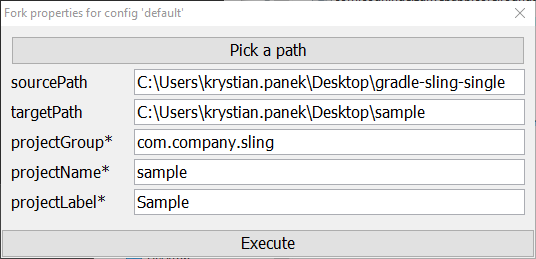 Fork properties for config 'default'
Pick a path
sourcePath C:\Users\krystian.panek\Desktop\gradle-sling-single
targetPath C:\Users\krystian.panek\Desktop\sample
projectGroup* com.company.sling
projectName* sample
projectLabel* Sample
Execute